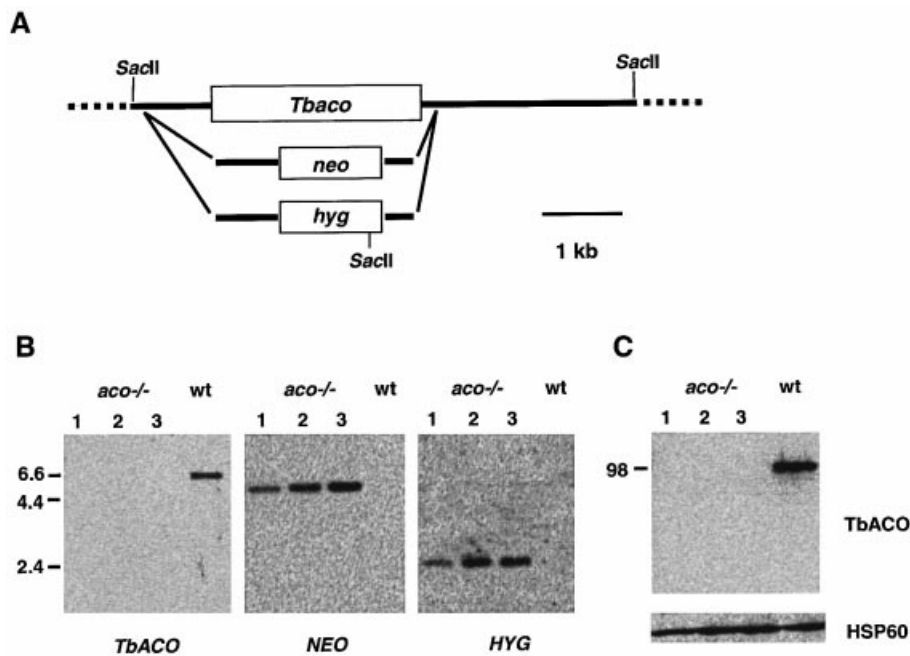 A
SacII
SacII
Tbaco
neo
hyg
SacII
1 kb
B
aco-/- wt
1 2 3
aco-/- wt
1 2 3
aco-/- wt
1 2 3
6.6
4.4
2.4
TbACO
NEO
HYG
C
aco-/- wt
1 2 3
98
TbACO
HSP60